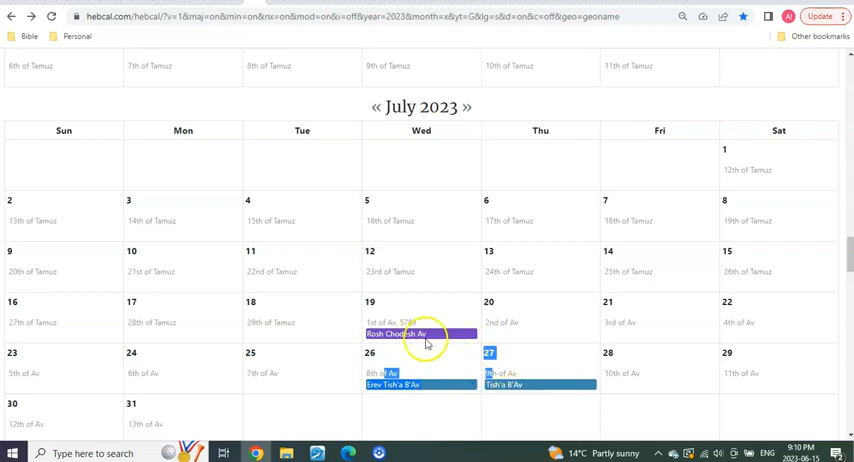 hebcal.com/hebcal/?v=1&maj=on&min=on&nx=on&mod=on&i=off&year=2023&month=x&yt=G&lg=s&d=on&c=off&geo=geoname
AI
Update
Bible
Personal
Other bookmarks
6th of Tamuz
7th of Tamuz
8th of Tamuz
9th of Tamuz
10th of Tamuz
11th of Tamuz
« July 2023 »
Sun Mon Tue Wed Thu Fri Sat
1
12th of Tamuz
2 3 4 5 6 7 8
13th of Tamuz 14th of Tamuz 15th of Tamuz 16th of Tamuz 17th of Tamuz 18th of Tamuz 19th of Tamuz
9 10 11 12 13 14 15
20th of Tamuz 21st of Tamuz 22nd of Tamuz 23rd of Tamuz 24th of Tamuz 25th of Tamuz 26th of Tamuz
16 17 18 19 20 21 22
27th of Tamuz 28th of Tamuz 29th of Tamuz 1st of Av, 5783 2nd of Av 3rd of Av 4th of Av
Rosh Chodesh Av
23 24 25 26 27 28 29
5th of Av 6th of Av 7th of Av 8th of Av 9th of Av 10th of Av 11th of Av
Erev Tish'a B'Av Tish'a B'Av
30 31
12th of Av 13th of Av
Type here to search
14°C Partly sunny
ENG
9:10 PM
2023-06-15
2